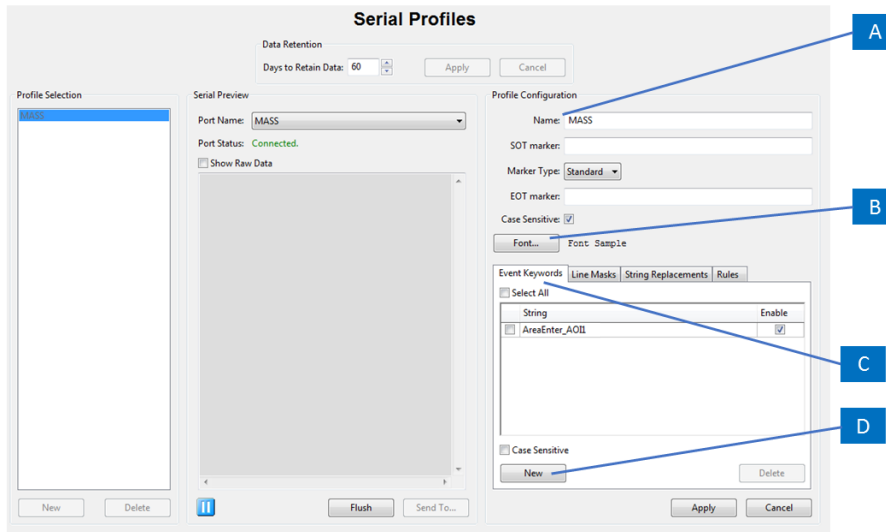 Serial Profiles
A
Data Retention
Days to Retain Data: 60 Apply Cancel
Profile Selection
MASS
New Delete
Serial Preview
Port Name: MASS
Port Status: Connected.
Show Raw Data
Flush Send To...
Profile Configuration
Name: MASS
SOT marker:
Marker Type: Standard
EOT marker:
Case Sensitive:
B
Font... Font Sample
Event Keywords Line Masks String Replacements Rules
Select All
String Enable
AreaEnter_AOI1
C
D
Case Sensitive
New Delete
Apply Cancel